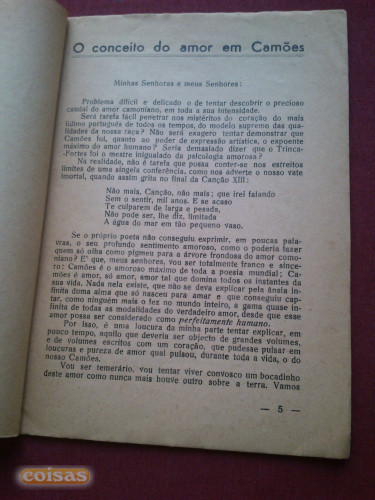 O conceito do amor em Camões
Minhas Senhoras e meus Senhores:
Problema difícil e delicado o de tentar descobrir o precioso
caudal do amor camoniano, em toda a sua intensidade.
Será tarefa fácil penetrar nos mistéritos do coração do mais
lídimo português de todos os tempos, do modelo supremo das qua-
lidades da nossa raça? Não será exagero tentar demonstrar que
Camões foi, quanto ao poder de expressão artística, o expoente
máximo do amor humano? Seria demasiado dizer que o Trinca-
-Fortes foi o mestre inigualado da psicologia amorosa?
Na realidade, não é tarefa que possa conter-se nos estreitos
limites de uma singela conferência, como nos adverte o nosso vate
imortal, quando assim grita no final da Canção XIII:
Não mais, Canção, não mais; que irei falando
Sem o sentir, mil anos. E se acaso
Te culparem de larga e pesada,
Não pode ser, lhe diz, limitada
A água do mar em tão pequeno vaso.
Se o próprio poeta não conseguiu exprimir, em poucas pala-
vras, o seu profundo sentimento amoroso, como o poderia fazer
quem só olha como pigmeu para a árvore frondosa do amor camo-
niano? E' que, meus senhores, vou ser totalmente franco e since-
ro: Camões é o amoroso máximo de toda a poesia mundial; Ca-
mões é amor, só amor, amor tal que domina todos os instantes da
sua vida. Nada nela existe, que não se deva explicar pela ânsia in-
finita duma alma que só nasceu para amar e que conseguiu cap-
tar, como ninguém mais o fez no mundo inteiro, a gama quase in-
finita de todas as modalidades do verdadeiro amor, desde que esse
amor possa ser considerado como perfeitamente humano.
Por isso, é uma loucura da minha parte tentar explicar, em
pouco tempo, aquilo que deveria ser objecto de grandes volumes,
e de volumes escritos com um coração, que pudesse pulsar em
loucuras e pureza de amor qual pulsou, durante toda a vida, o do
nosso Camões.
Vou ser temerário, vou tentar viver convosco um bocadinho
deste amor como nunca mais houve outro sobre a terra. Vamos
— 5 —
coisas